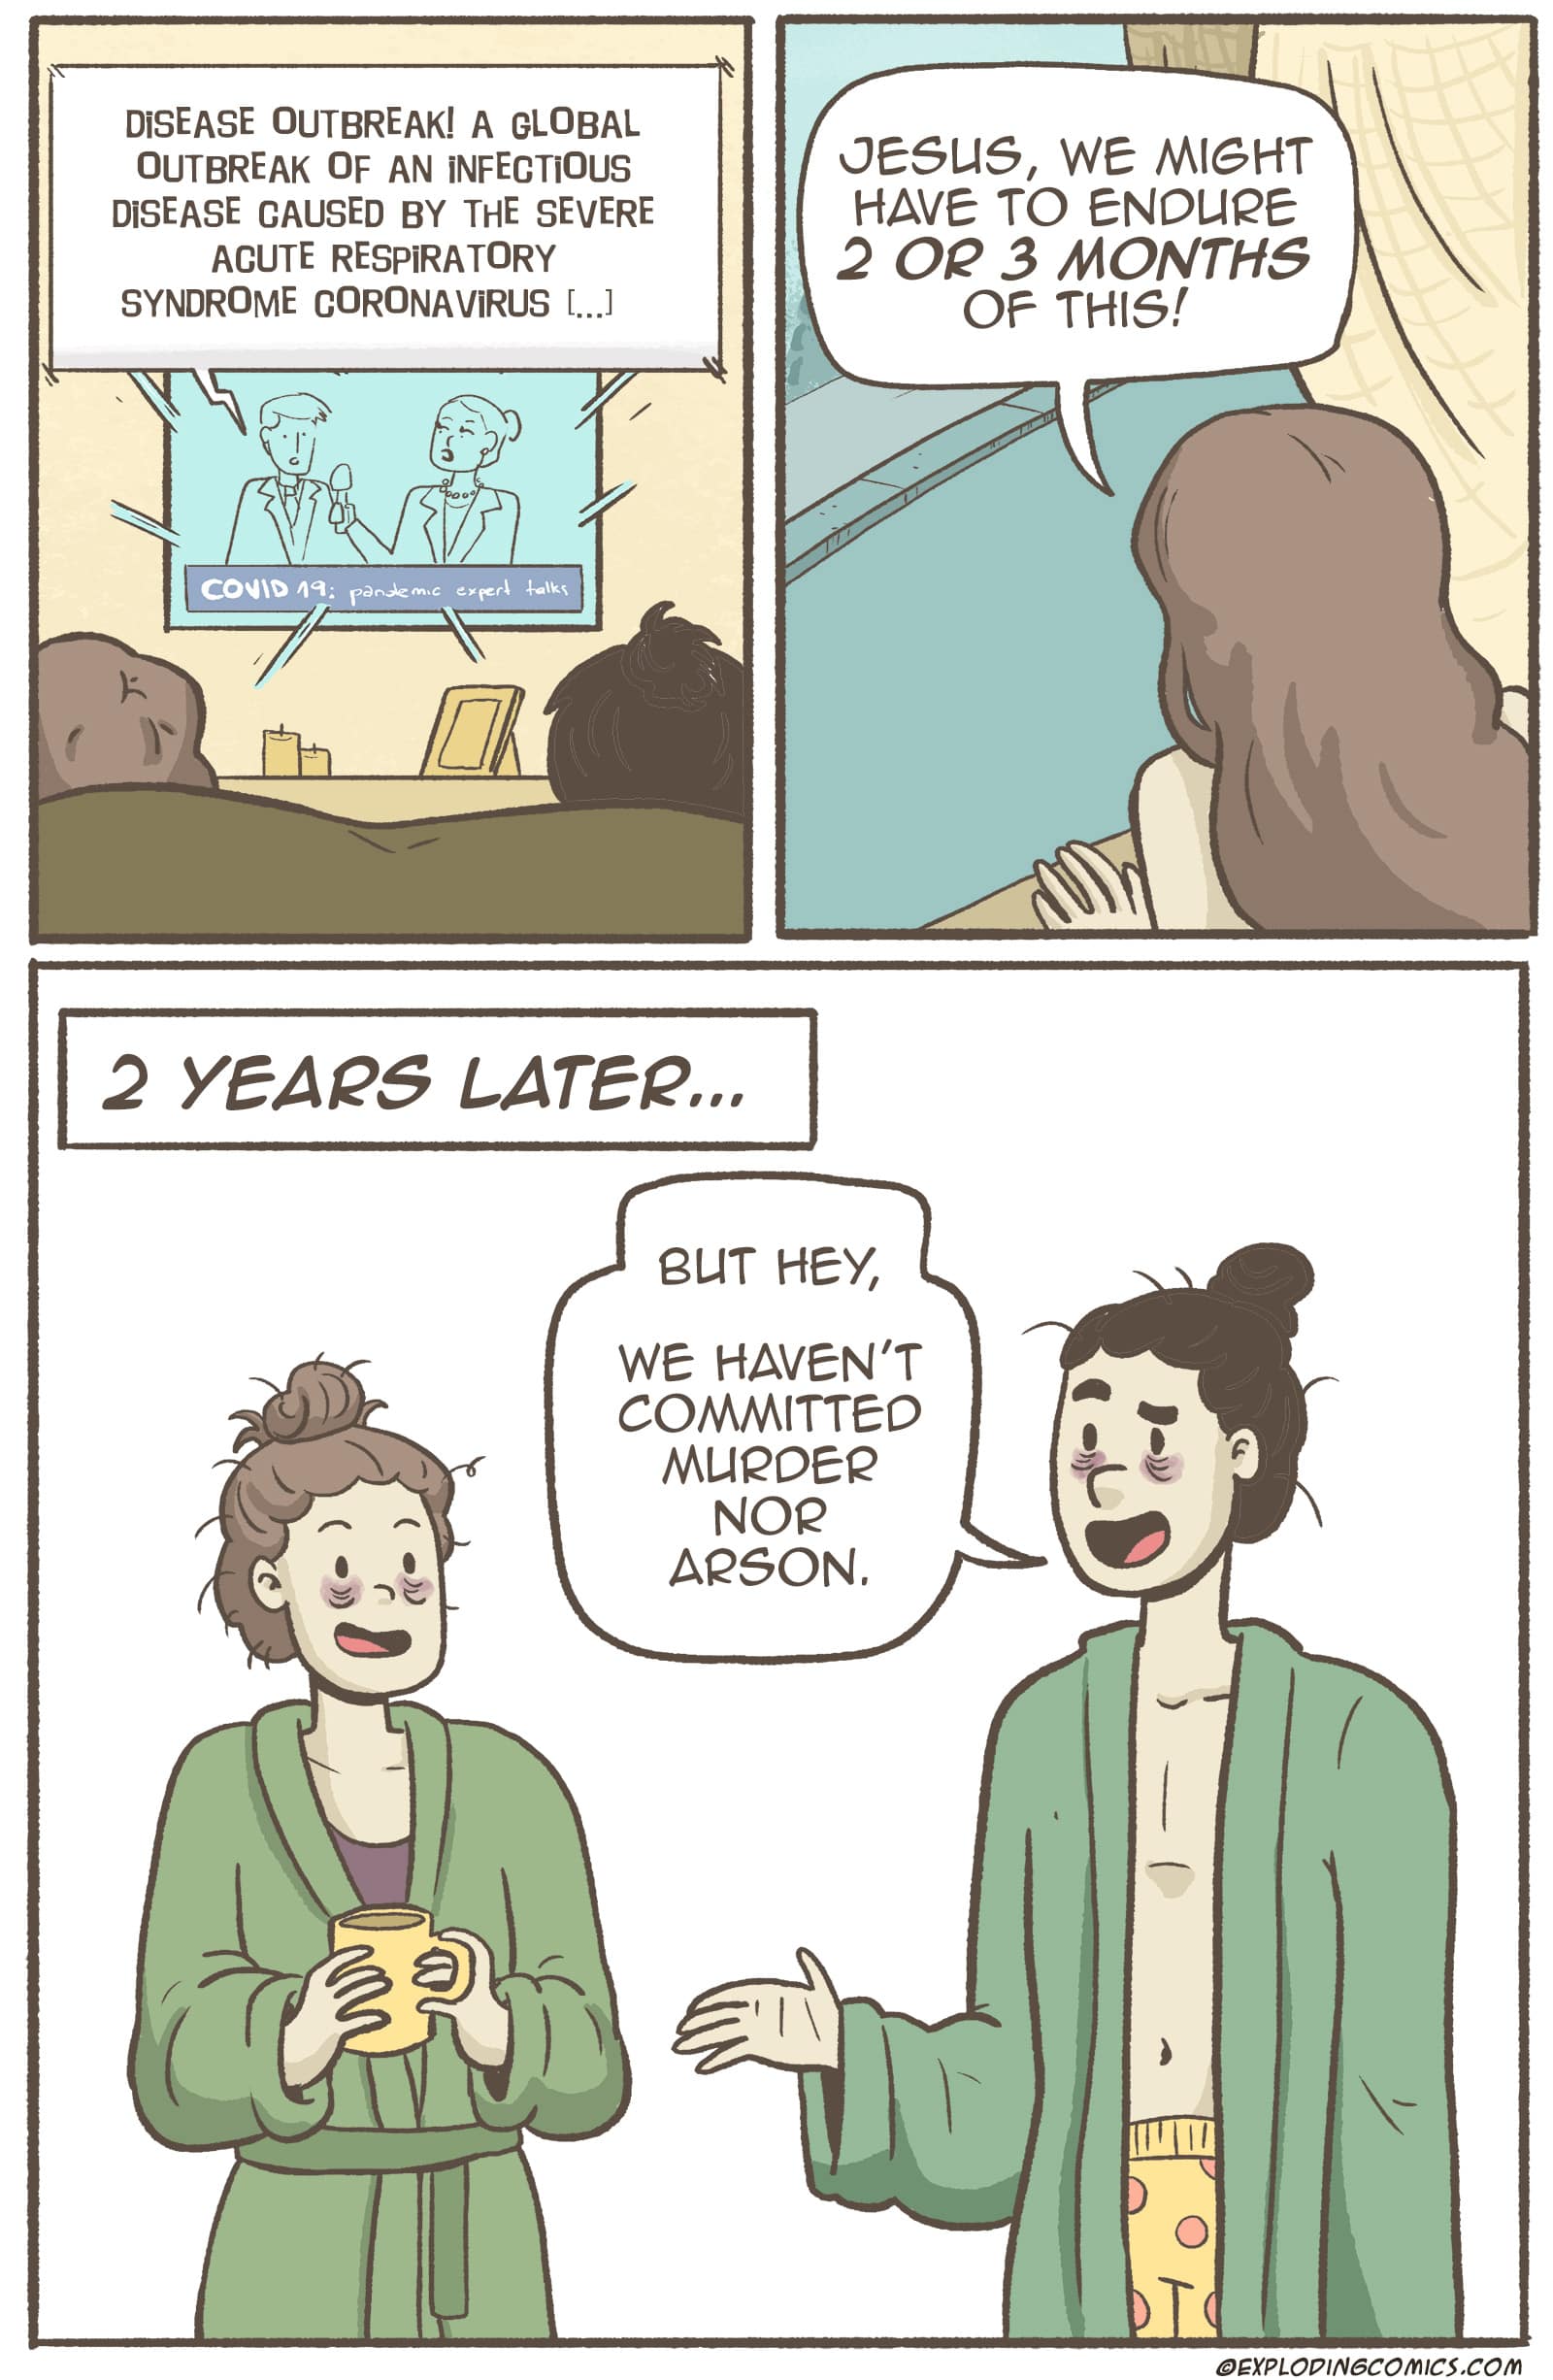 DISEASE OUTBREAK! A GLOBAL
OUTBREAK OF AN INFECTIOUS
DISEASE CAUSED BY THE SEVERE
ACUTE RESPIRATORY
SYNDROME CORONAVIRUS [...]
COVID 19: pandemic expert talks
JESUS, WE MIGHT
HAVE TO ENDURE
2 OR 3 MONTHS
OF THIS!
2 YEARS LATER...
BUT HEY,
WE HAVEN'T
COMMITTED
MURDER
NOR
ARSON.
©EXPLODINGCOMICS.COM